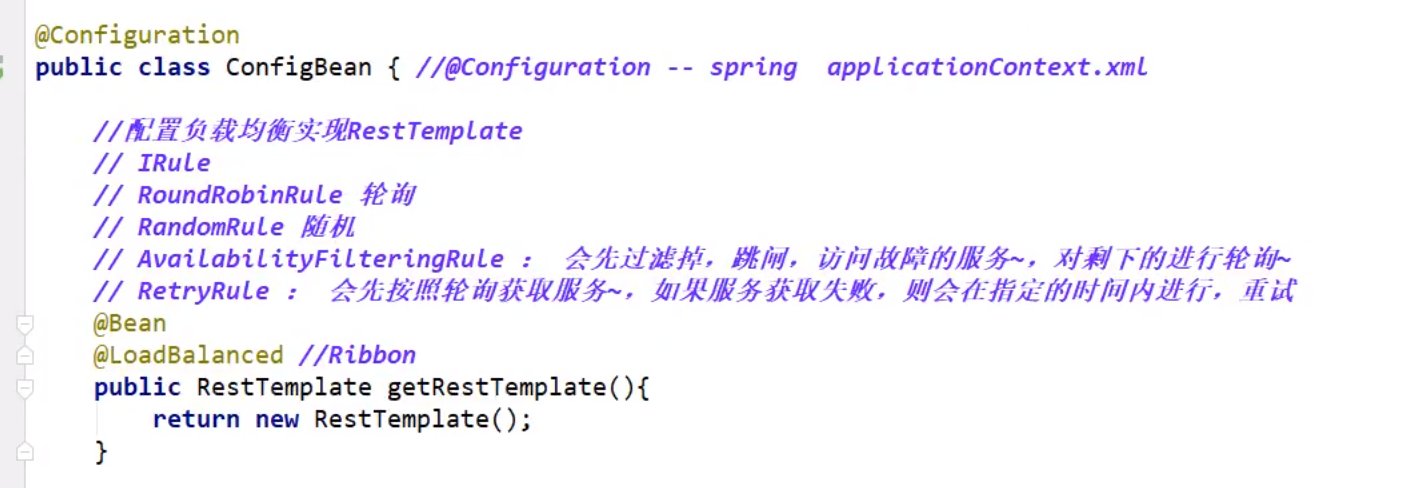 @Configuration
public class ConfigBean { //@Configuration -- spring  applicationContext.xml
//配置负载均衡实现RestTemplate
// IRule
// RoundRobinRule 轮询
// RandomRule 随机
// AvailabilityFilteringRule ： 会先过滤掉，跳闸，访问故障的服务~，对剩下的进行轮询~
// RetryRule ： 会先按照轮询获取服务~，如果服务获取失败，则会在指定的时间内进行，重试
@Bean
@LoadBalanced //Ribbon
public RestTemplate getRestTemplate(){
return new RestTemplate();
}